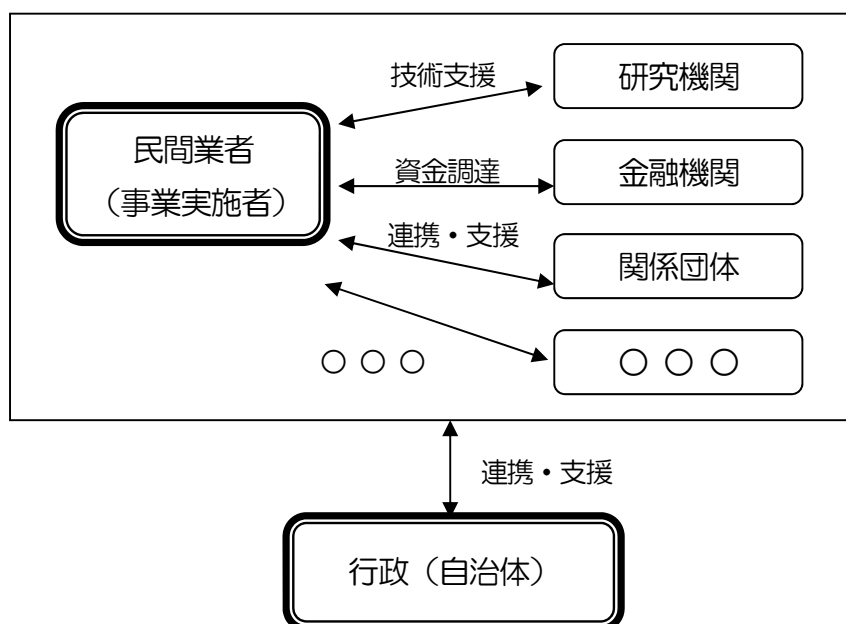 技術支援
研究機関
民間業者
（事業実施者）
資金調達
金融機関
連携・支援
関係団体
○○○
○○○
連携・支援
行政（自治体）